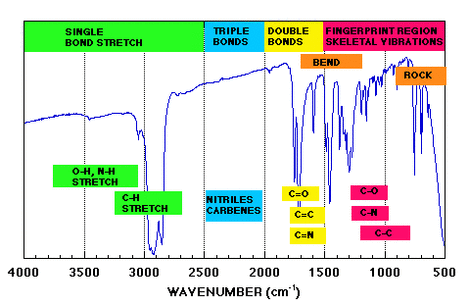 SINGLE
BOND STRETCH
TRIPLE
BONDS
DOUBLE
BONDS
FINGERPRINT REGION
SKELETAL VIBRATIONS
BEND
ROCK
O-H, N-H
STRETCH
C-H
STRETCH
NITRILES
CARBENES
C=O
C=C
C=N
C-O
C-N
C-C
4000 3500 3000 2500 2000 1500 1000 500
WAVENUMBER (cm⁻¹)